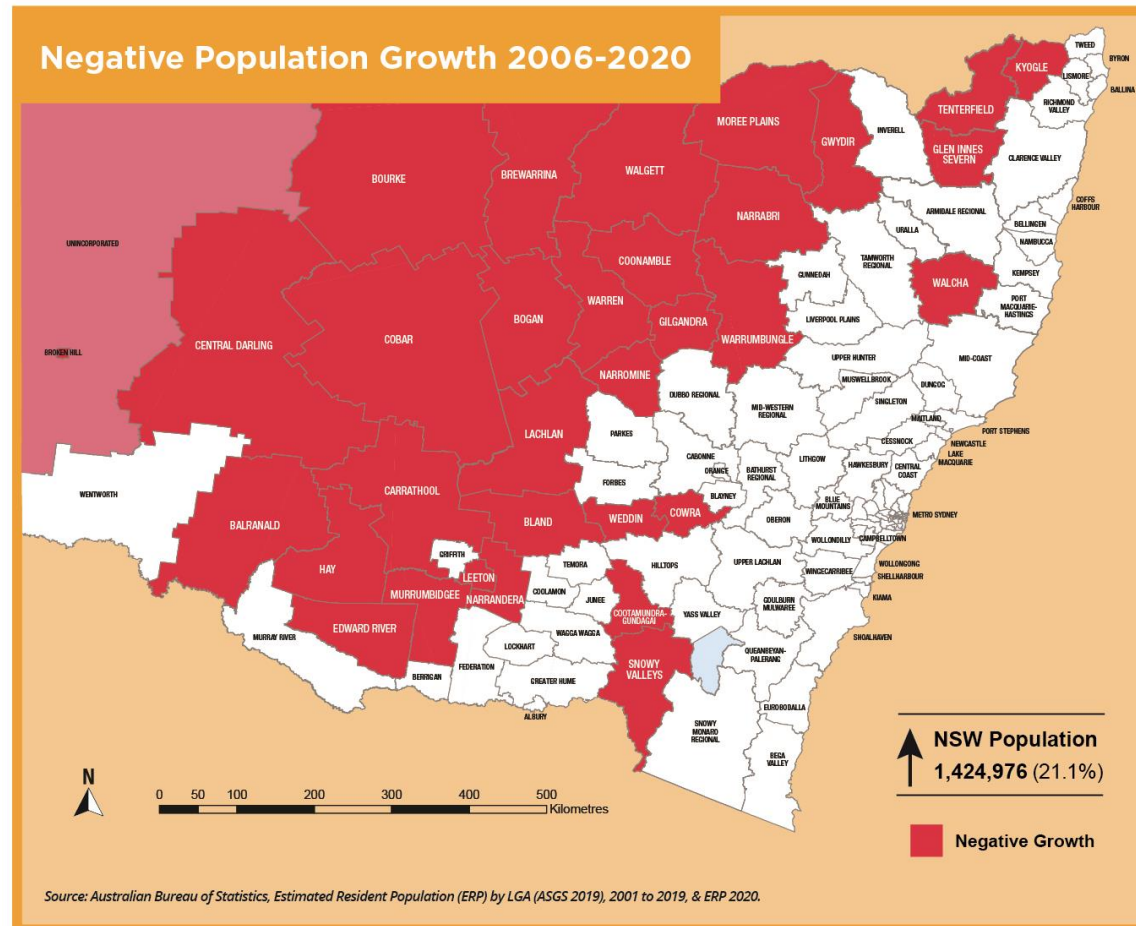 Negative Population Growth 2006-2020
TWEED
BYRON
KYOGLE
LISMORE
BALLINA
RICHMOND
VALLEY
TENTERFIELD
MOREE PLAINS
GWYDIR
INVERELL
GLEN INNES
SEVERN
CLARENCE VALLEY
BOURKE
BREWARRINA
WALGETT
NARRABRI
COFFS
HARBOUR
ARMIDALE REGIONAL
URALLA
BELLINGEN
NAMBUCCA
UNINCORPORATED
COONAMBLE
GUNNEDAH
TAMWORTH
REGIONAL
WALCHA
KEMPSEY
PORT
MACQUARIE-
HASTINGS
WARREN
BOGAN
GILGANDRA
LIVERPOOL PLAINS
BROKEN HILL
CENTRAL DARLING
COBAR
WARRUMBUNGLE
UPPER HUNTER
MID-COAST
NARROMINE
MUSWELLBROOK
DUNGOG
DUBBO REGIONAL
MID-WESTERN
REGIONAL
SINGLETON
MAITLAND
PORT STEPHENS
LACHLAN
PARKES
CESSNOCK
NEWCASTLE
LAKE
MACQUARIE
CABONNE
LITHGOW
HAWKESBURY
CENTRAL
COAST
ORANGE
BATHURST
REGIONAL
FORBES
BLAYNEY
WENTWORTH
CARRATHOOL
BALRANALD
BLAND
WEDDIN
COWRA
OBERON
BLUE
MOUNTAINS
METRO SYDNEY
WOLLONDILLY
CAMPBELLTOWN
GRIFFITH
TEMORA
HILLTOPS
UPPER LACHLAN
WINGECARRIBEE
WOLLONGONG
SHELLHARBOUR
HAY
LEETON
COOLAMON
JUNEE
MURRUMBIDGEE
NARRANDERA
KIAMA
COOTAMUNDRA-
GUNDAGAI
YASS VALLEY
GOULBURN
MULWAREE
EDWARD RIVER
MURRAY RIVER
LOCKHART
WAGGA WAGGA
SHOALHAVEN
QUEANBEYAN-
PALERANG
FEDERATION
BERRIGAN
GREATER HUME
SNOWY
VALLEYS
ALBURY
EUROBODALLA
SNOWY
MONARO
REGIONAL
BEGA
VALLEY
NSW Population
1,424,976 (21.1%)
N
0 50 100 200 300 400 500
Kilometres
Negative Growth
Source: Australian Bureau of Statistics, Estimated Resident Population (ERP) by LGA (ASGS 2019), 2001 to 2019, & ERP 2020.